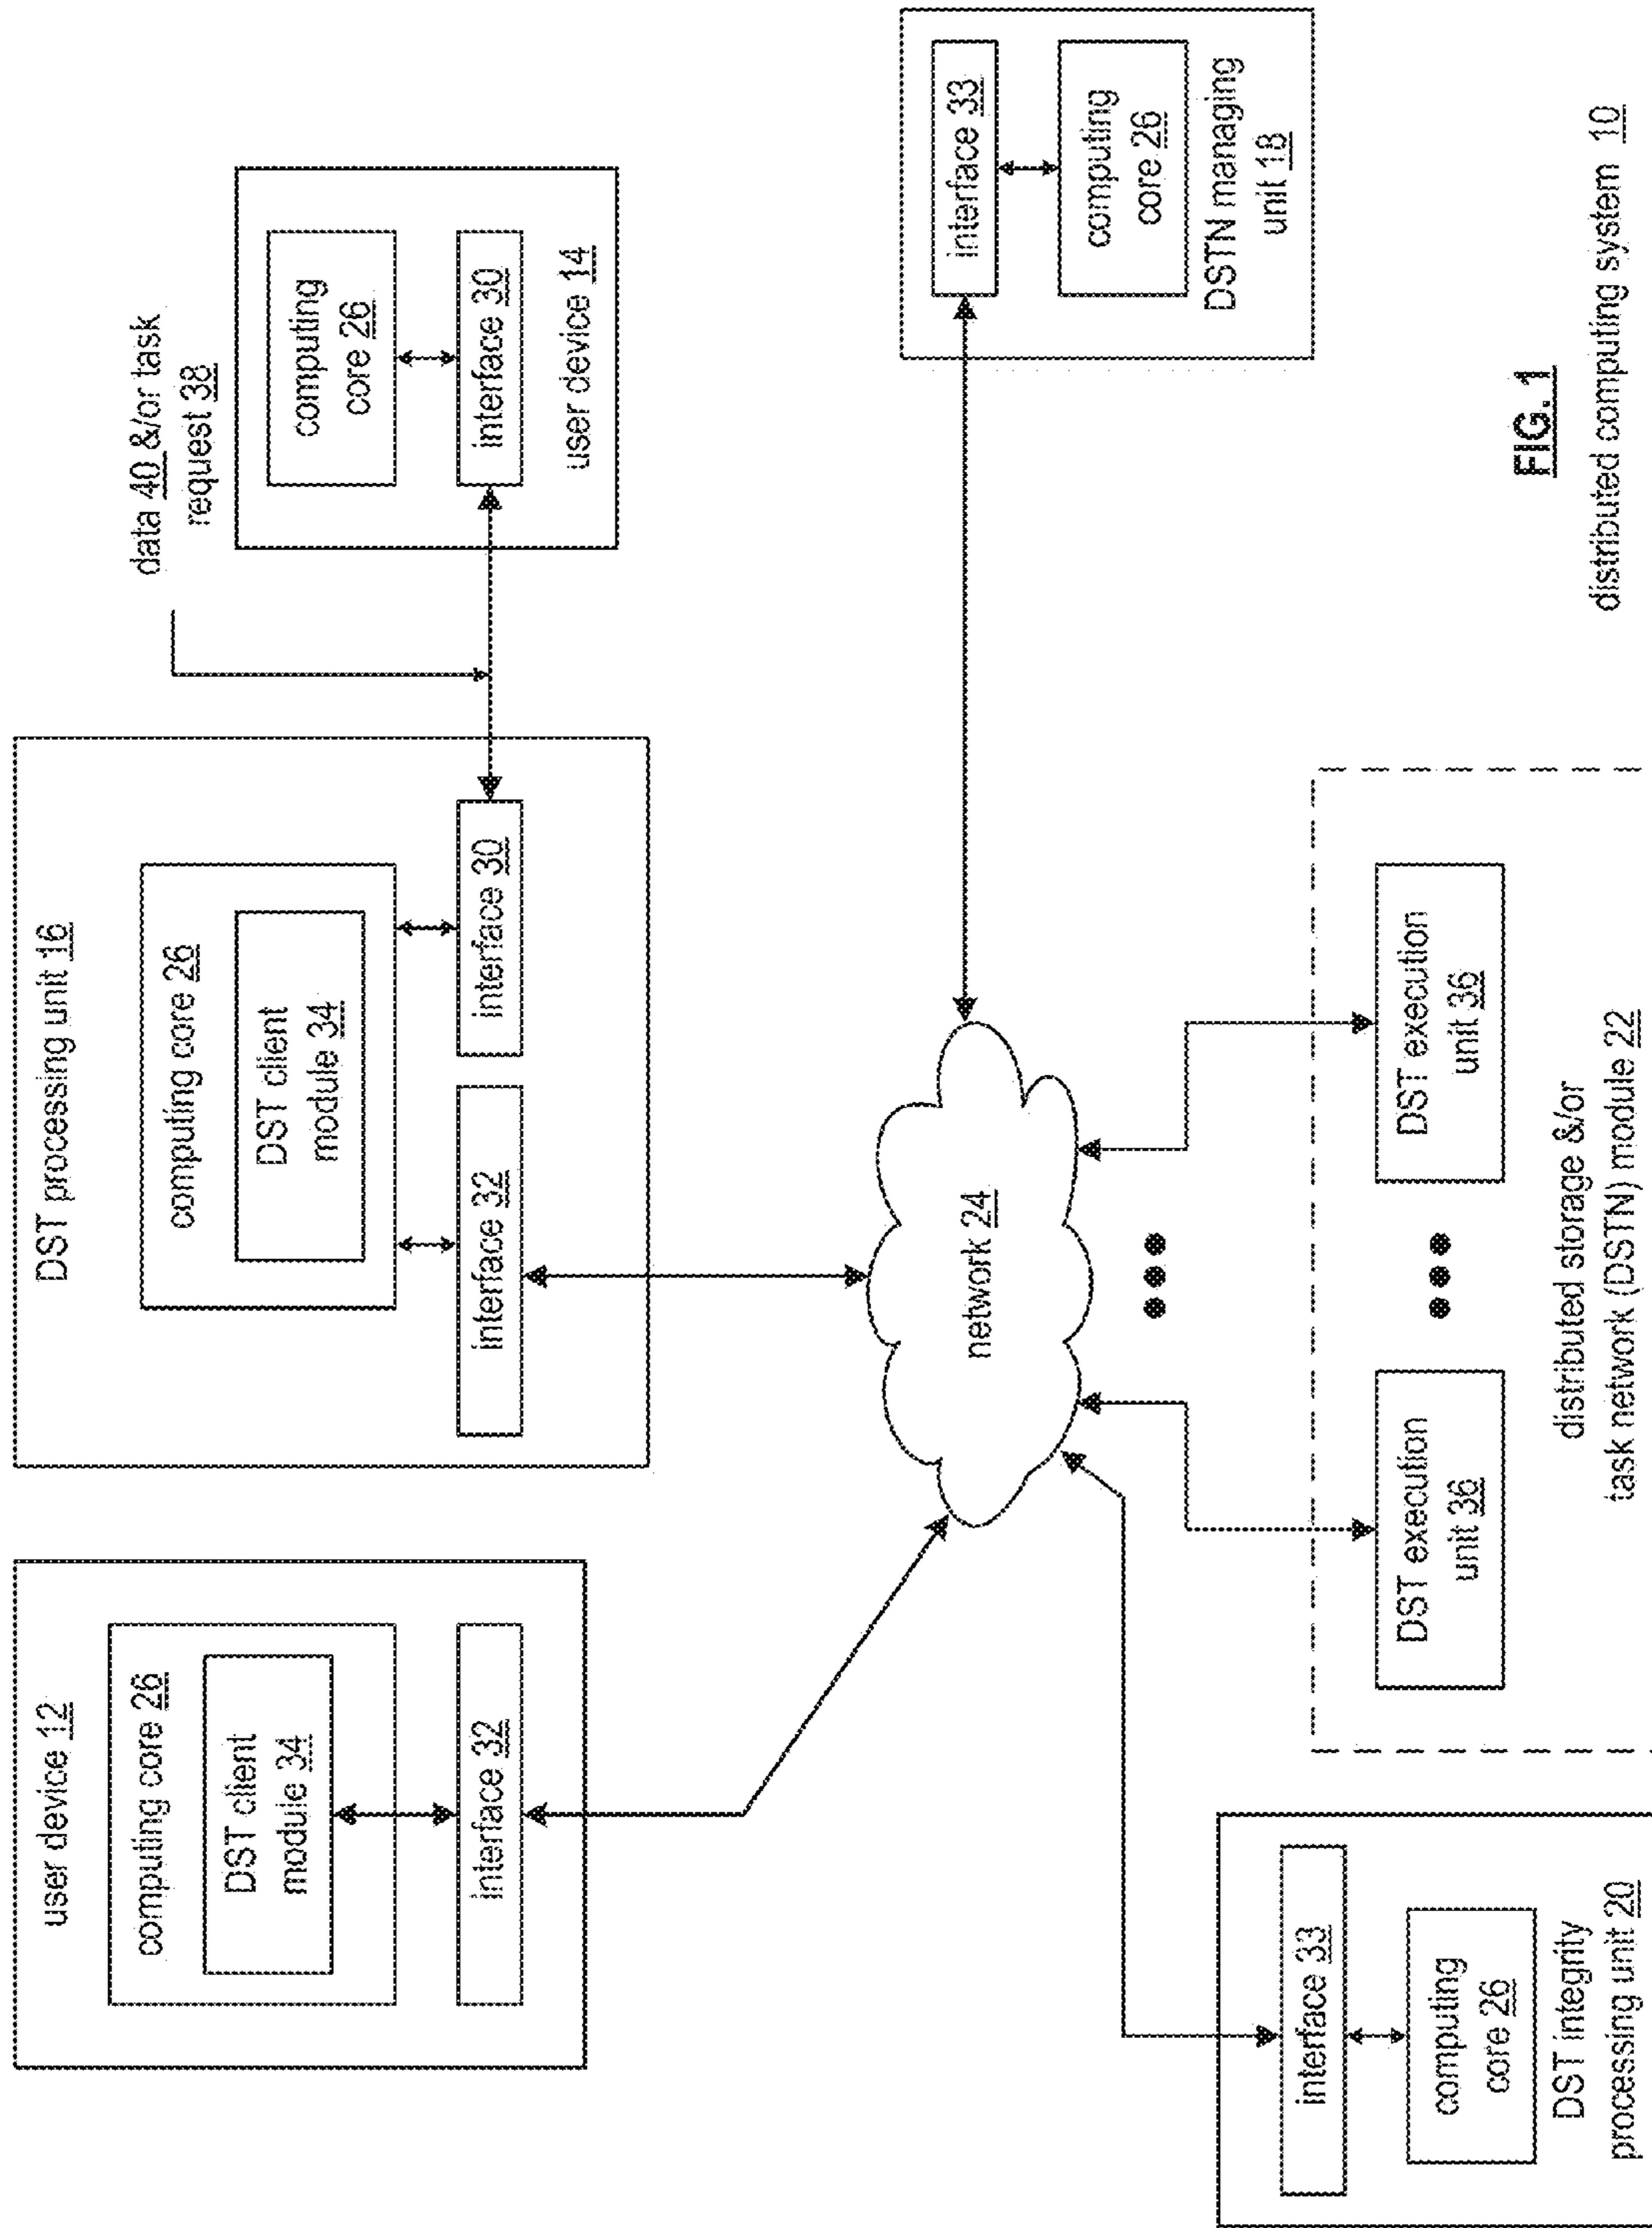 user device 12
computing core 26
DST client
module 34
interface 32
DST processing unit 16
computing core 26
DST client
module 34
interface 32
interface 30
data 40 &/or task
request 38
computing
core 26
interface 30
user device 14
network 24
interface 33
computing
core 26
DSTN managing
unit 18
interface 33
computing
core 26
DST integrity
processing unit 20
DST execution
unit 36
DST execution
unit 36
distributed storage &/or
task network (DSTN) module 22
FIG. 1
distributed computing system 10